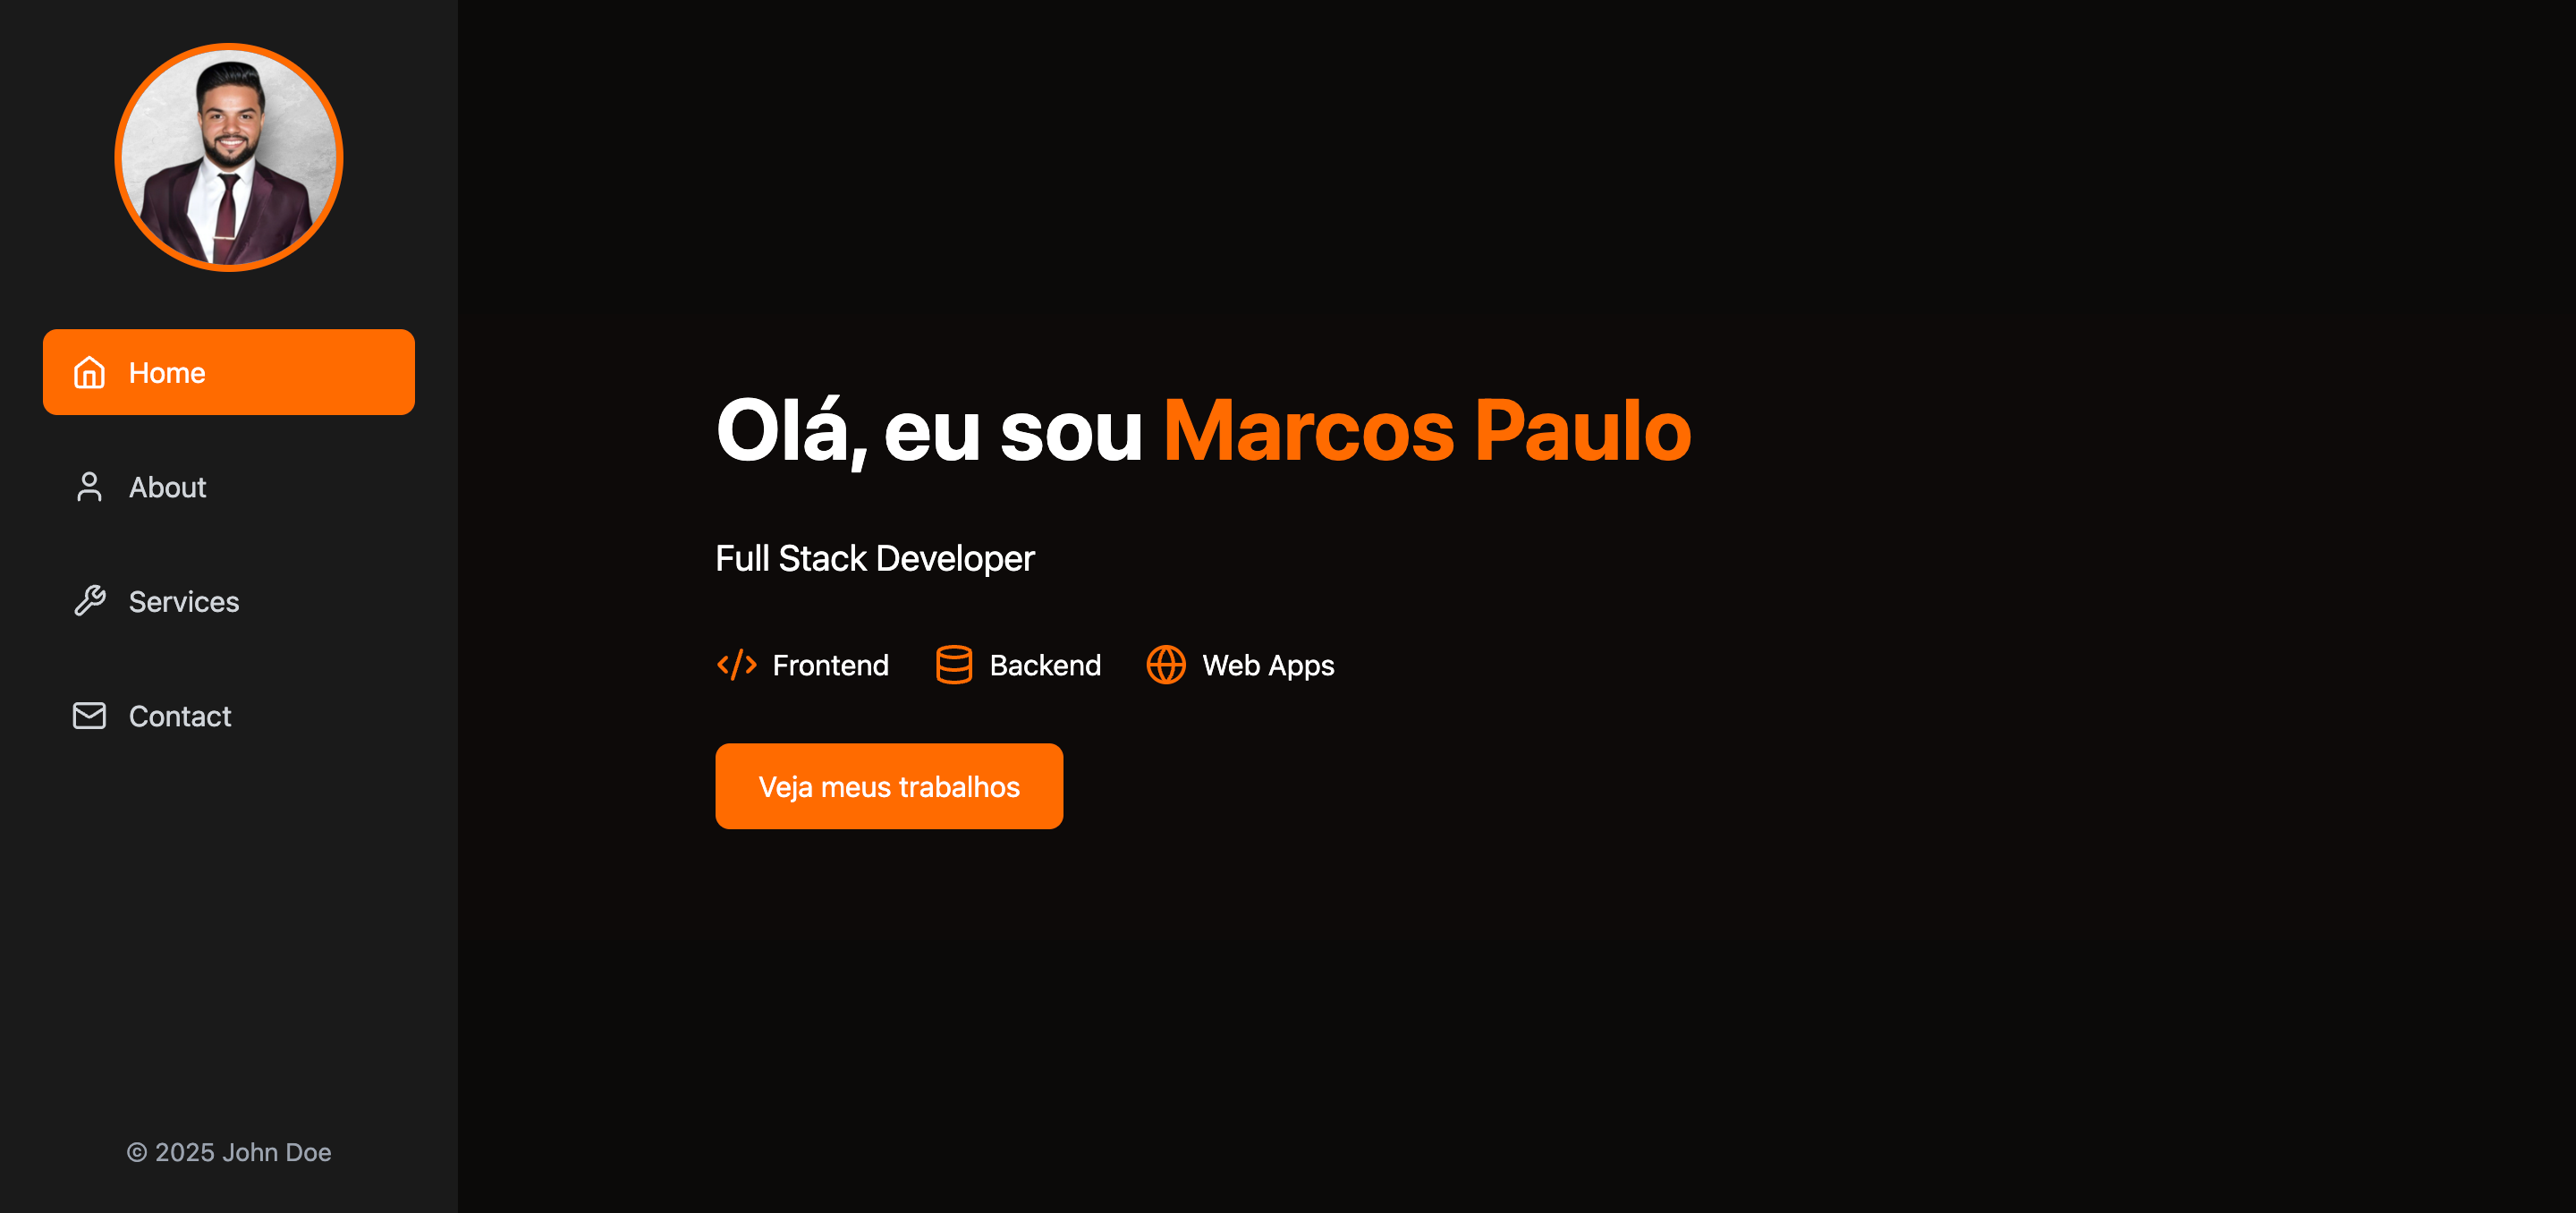 Home
About
Services
Contact
© 2025 John Doe
Olá, eu sou Marcos Paulo
Full Stack Developer
Frontend Backend Web Apps
Veja meus trabalhos